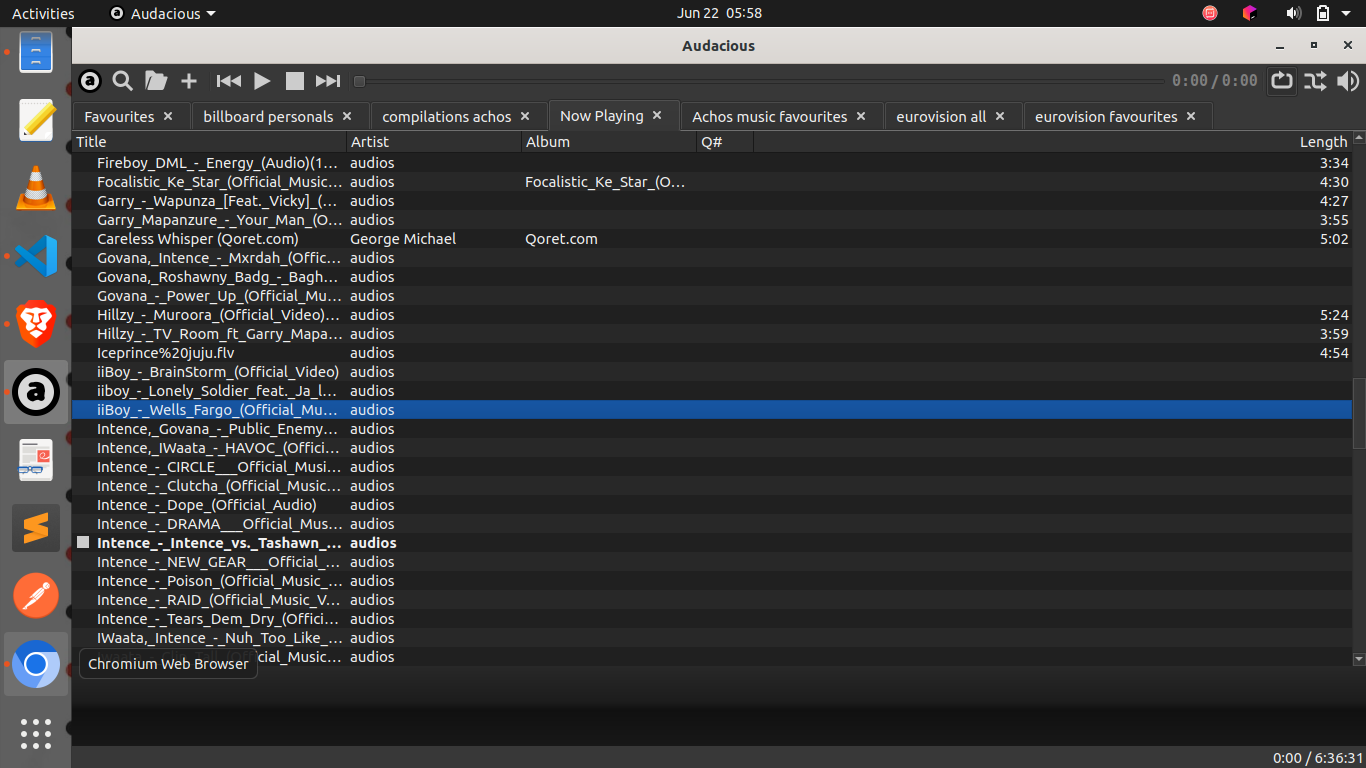 Activities Audacious Jun 22 05:58
Audacious
0:00 / 0:00
Favourites billboard personals compilations achos Now Playing Achos music favourites eurovision all eurovision favourites
Title Artist Album Q# Length
Fireboy_DML_-_Energy_(Audio)(1... audios 3:34
Focalistic_Ke_Star_(Official_Music... audios Focalistic_Ke_Star_(O... 4:30
Garry_-_Wapunza_[Feat._Vicky]_(... audios 4:27
Garry_Mapanzure_-_Your_Man_(O... audios 3:55
Careless Whisper (Qoret.com) George Michael Qoret.com 5:02
Govana,_Intence_-_Mxrdah_(Offic... audios
Govana,_Roshawny_Badg_-_Bagh... audios
Govana_-_Power_Up_(Official_Mu... audios
Hillzy_-_Muroora_(Official_Video)... audios 5:24
Hillzy_-_TV_Room_ft_Garry_Mapa... audios 3:59
Iceprince%20juju.flv audios 4:54
iiBoy_-_BrainStorm_(Official_Video) audios
iiboy_-_Lonely_Soldier_feat._Ja_l... audios
iiBoy_-_Wells_Fargo_(Official_Mu... audios
Intence,_Govana_-_Public_Enemy... audios
Intence,_IWaata_-_HAVOC_(Offici... audios
Intence_-_CIRCLE___Official_Musi... audios
Intence_-_Clutcha_(Official_Music... audios
Intence_-_Dope_(Official_Audio) audios
Intence_-_DRAMA___Official_Mus... audios
Intence_-_Intence_vs._Tashawn_... audios
Intence_-_NEW_GEAR___Official_... audios
Intence_-_Poison_(Official_Music_... audios
Intence_-_RAID_(Official_Music_V... audios
Intence_-_Tears_Dem_Dry_(Offici... audios
IWaata,_Intence_-_Nuh_Too_Like_... audios
cial_Music... audios
Chromium Web Browser
0:00 / 6:36:31